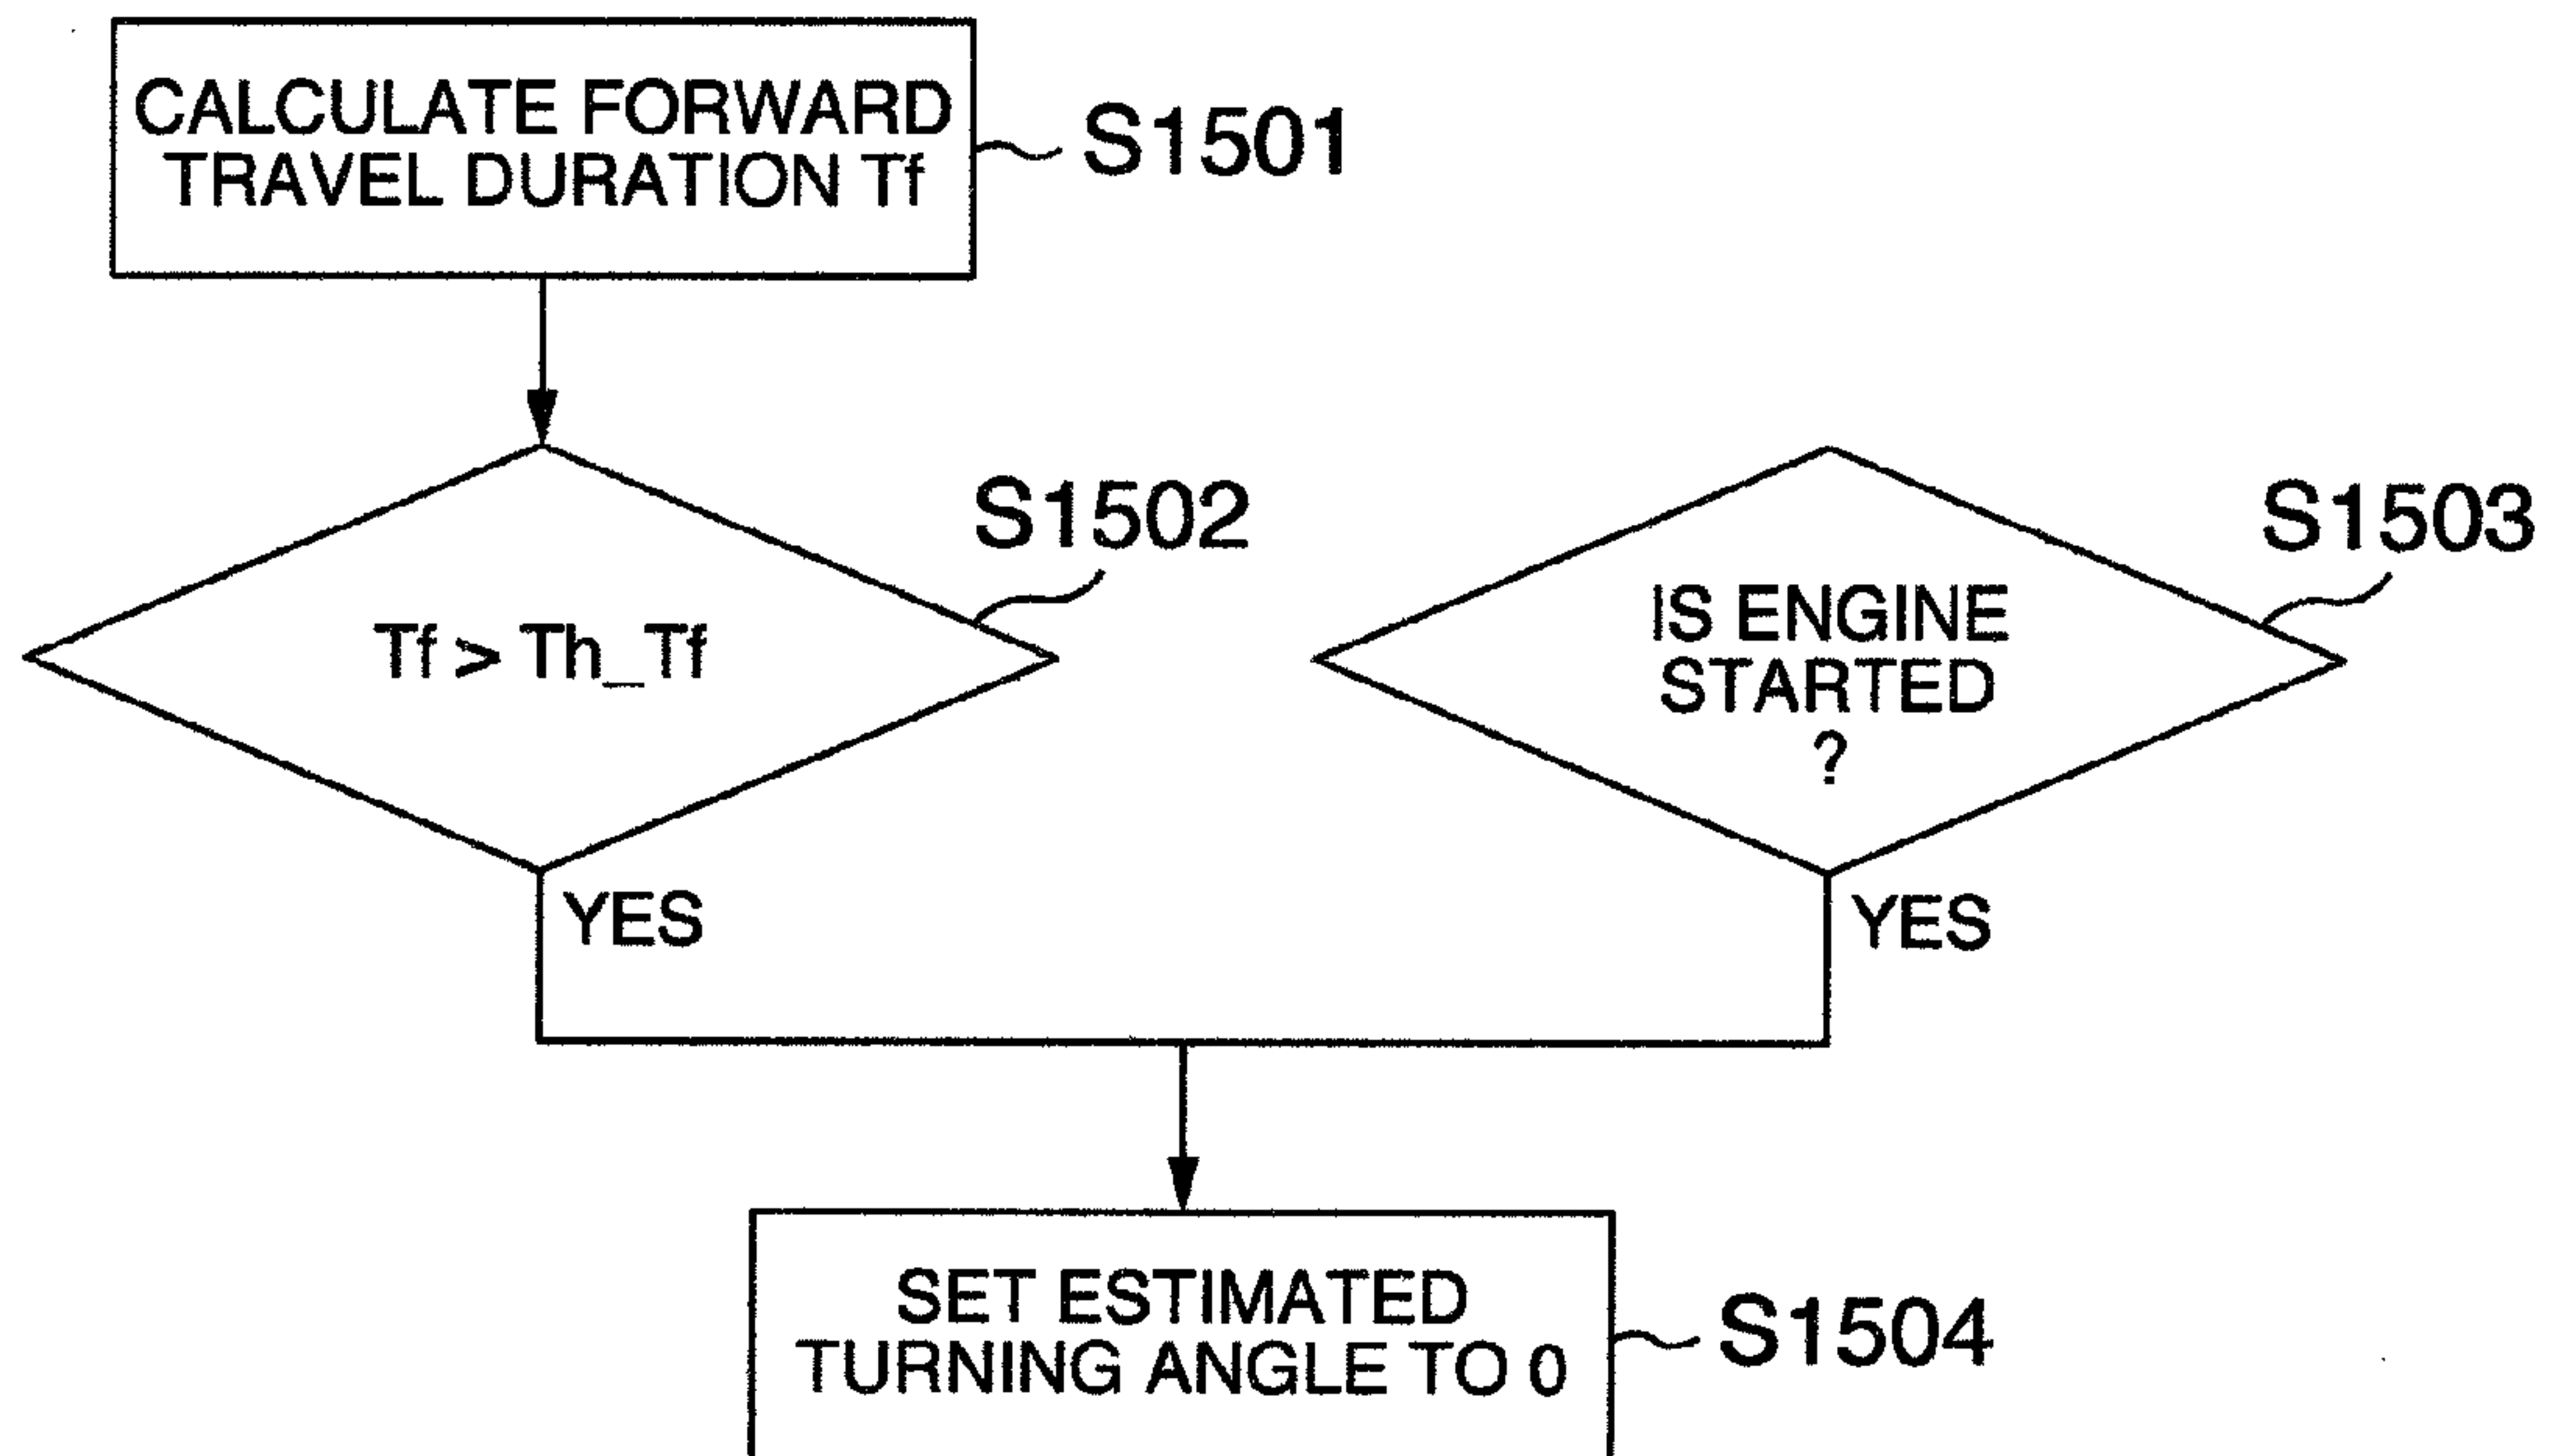 CALCULATE FORWARD
TRAVEL DURATION Tf
S1501
Tf > Th_Tf
S1502
IS ENGINE
STARTED
?
S1503
YES
YES
SET ESTIMATED
TURNING ANGLE TO 0
S1504